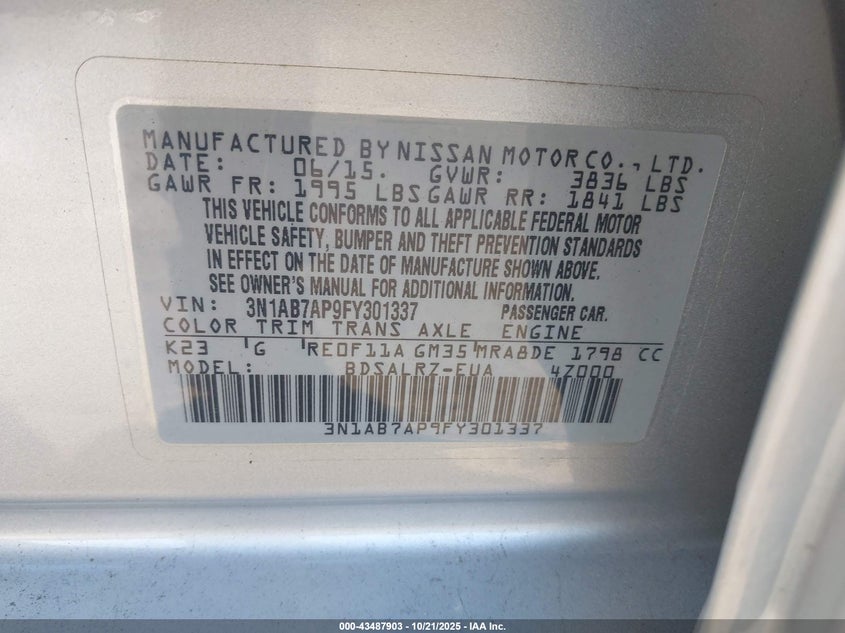 MANUFACTURED BY NISSAN MOTOR CO., LTD.
DATE: 06/15. GVWR: 3836 LBS
GAWR FR: 1995 LBS GAWR RR: 1841 LBS
THIS VEHICLE CONFORMS TO ALL APPLICABLE FEDERAL MOTOR
VEHICLE SAFETY, BUMPER AND THEFT PREVENTION STANDARDS
IN EFFECT ON THE DATE OF MANUFACTURE SHOWN ABOVE.
SEE OWNER'S MANUAL FOR ADDITIONAL INFORMATION.
VIN: 3N1AB7AP9FY301337 PASSENGER CAR.
COLOR TRIM TRANS AXLE ENGINE
K23 G RE0F11A GM35 MRA8DE 1798 CC
MODEL: BDSALRZ-EUA 4Z000
3N1AB7AP9FY301337
000-43487903 - 10/21/2025 - IAA Inc.